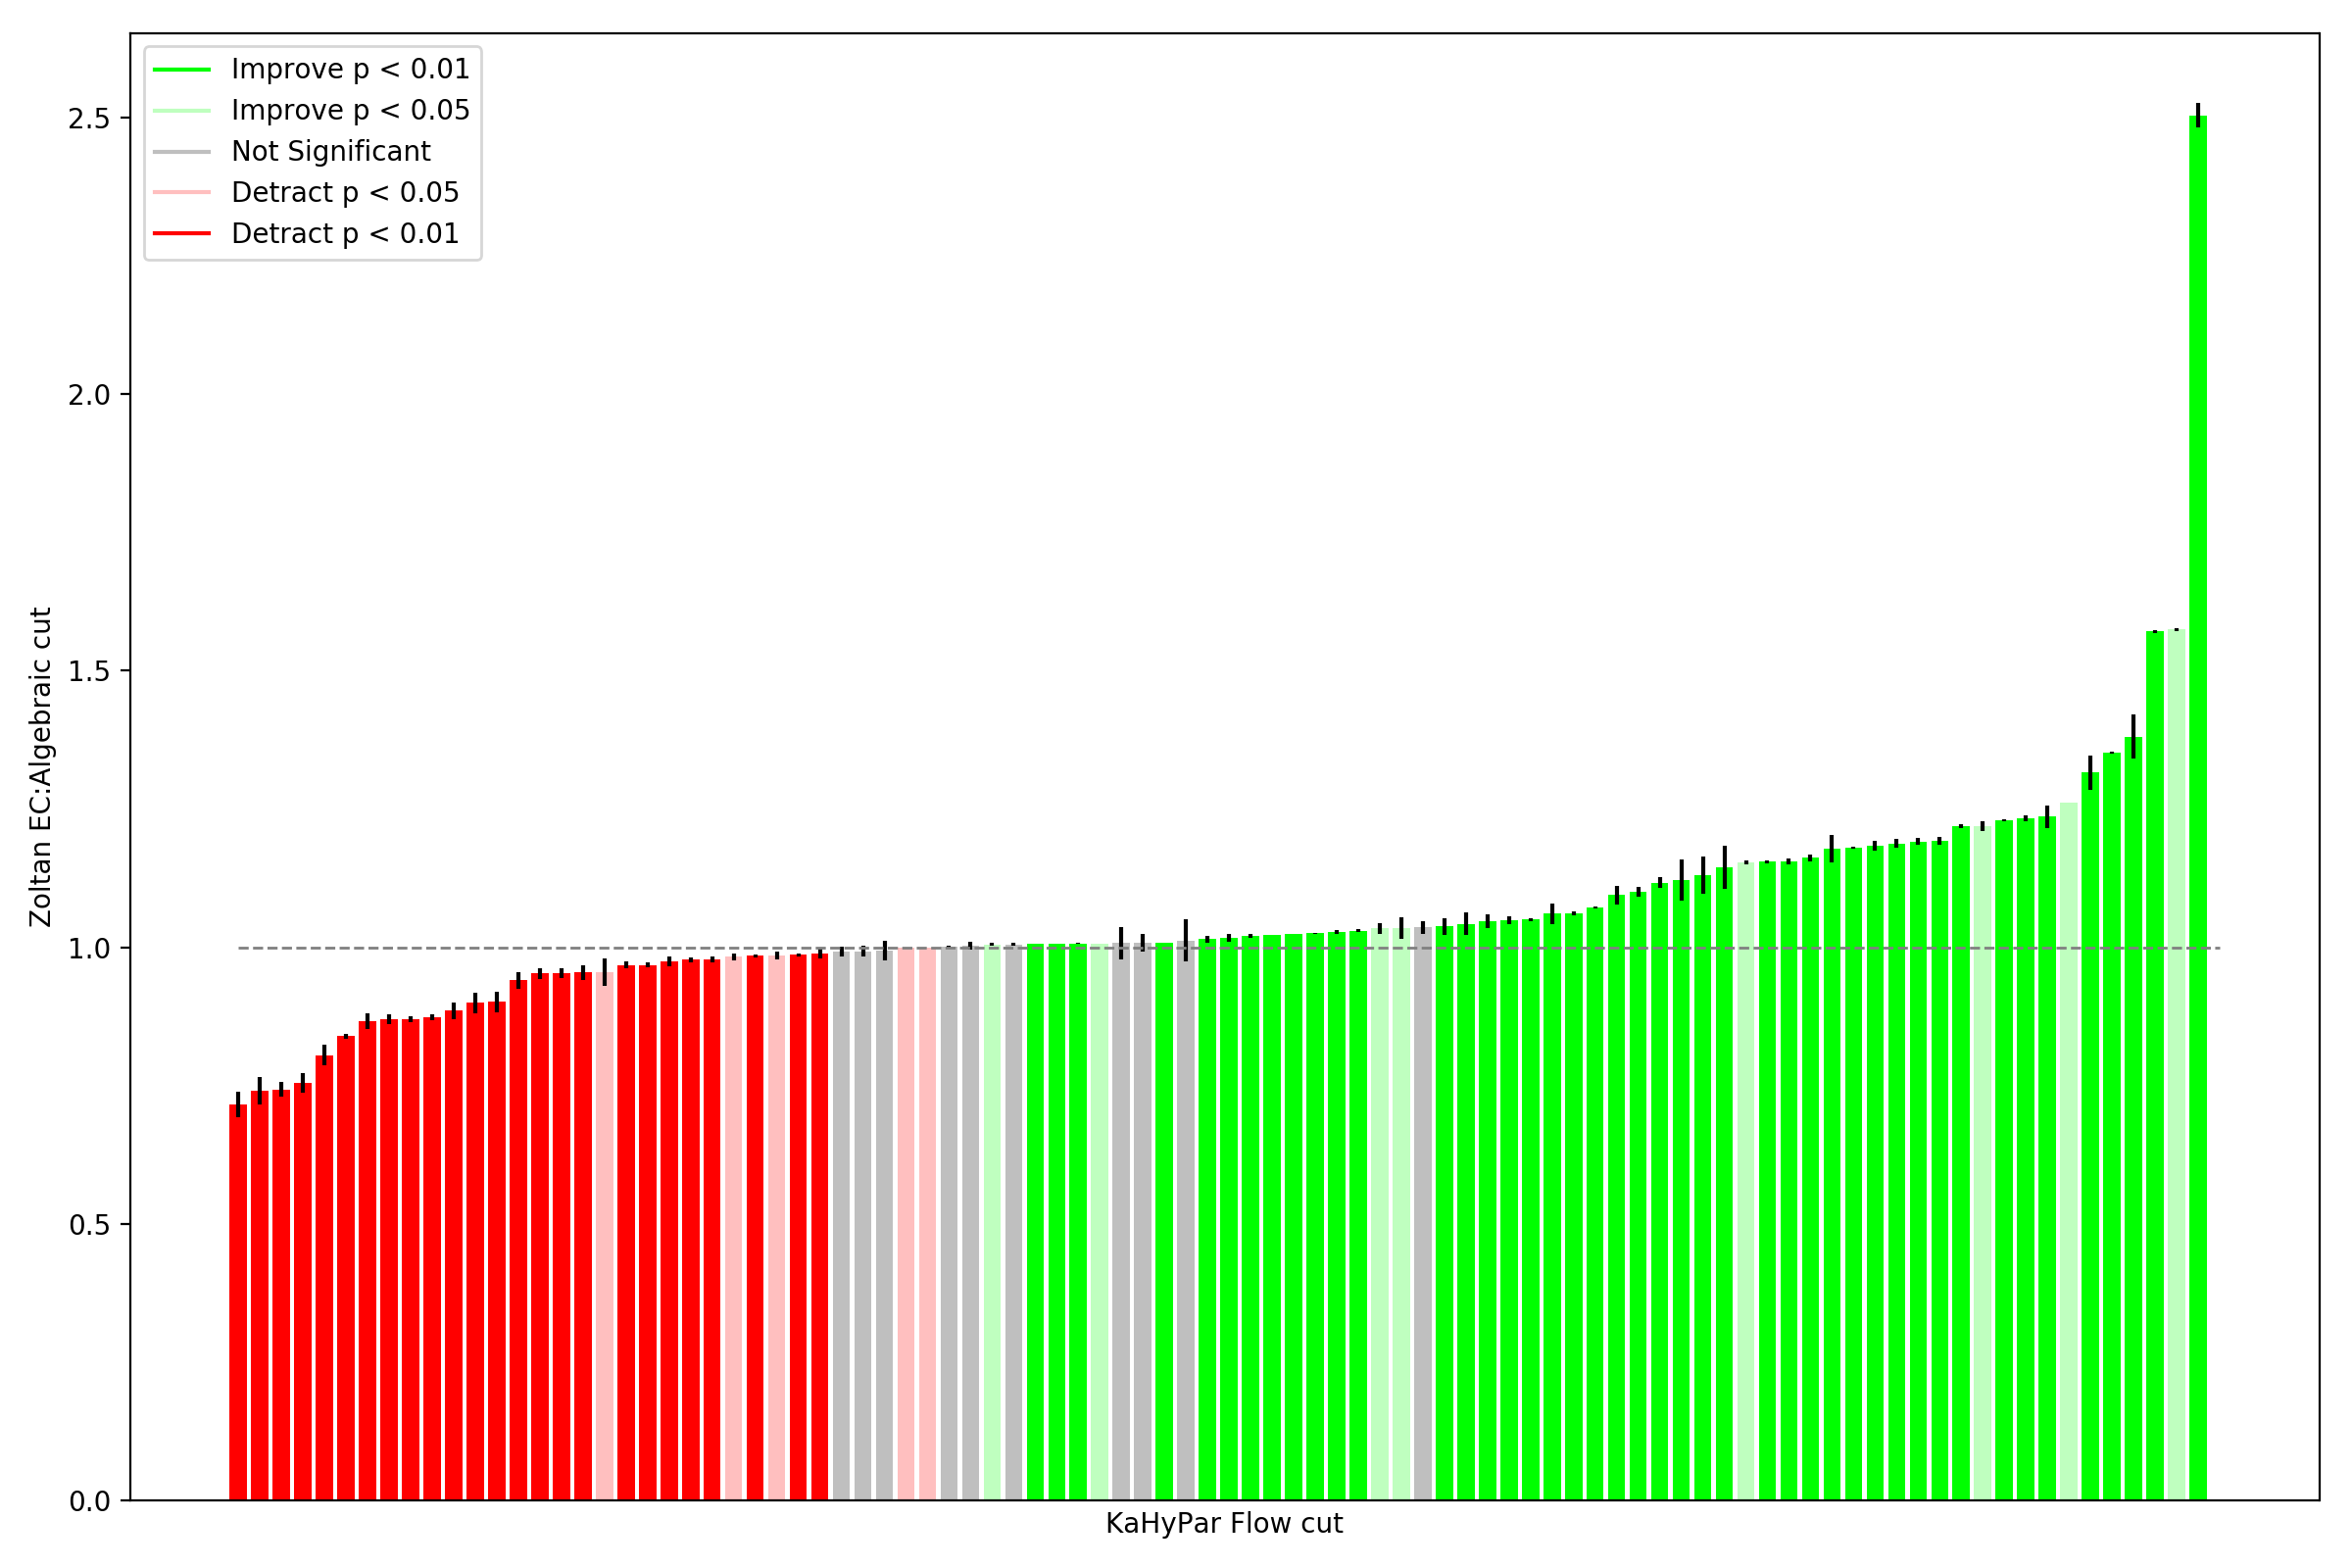 Improve p < 0.01
Improve p < 0.05
Not Significant
Detract p < 0.05
Detract p < 0.01
2.5
2.0
1.5
1.0
0.5
0.0
Zoltan EC:Algebraic cut
KaHyPar Flow cut